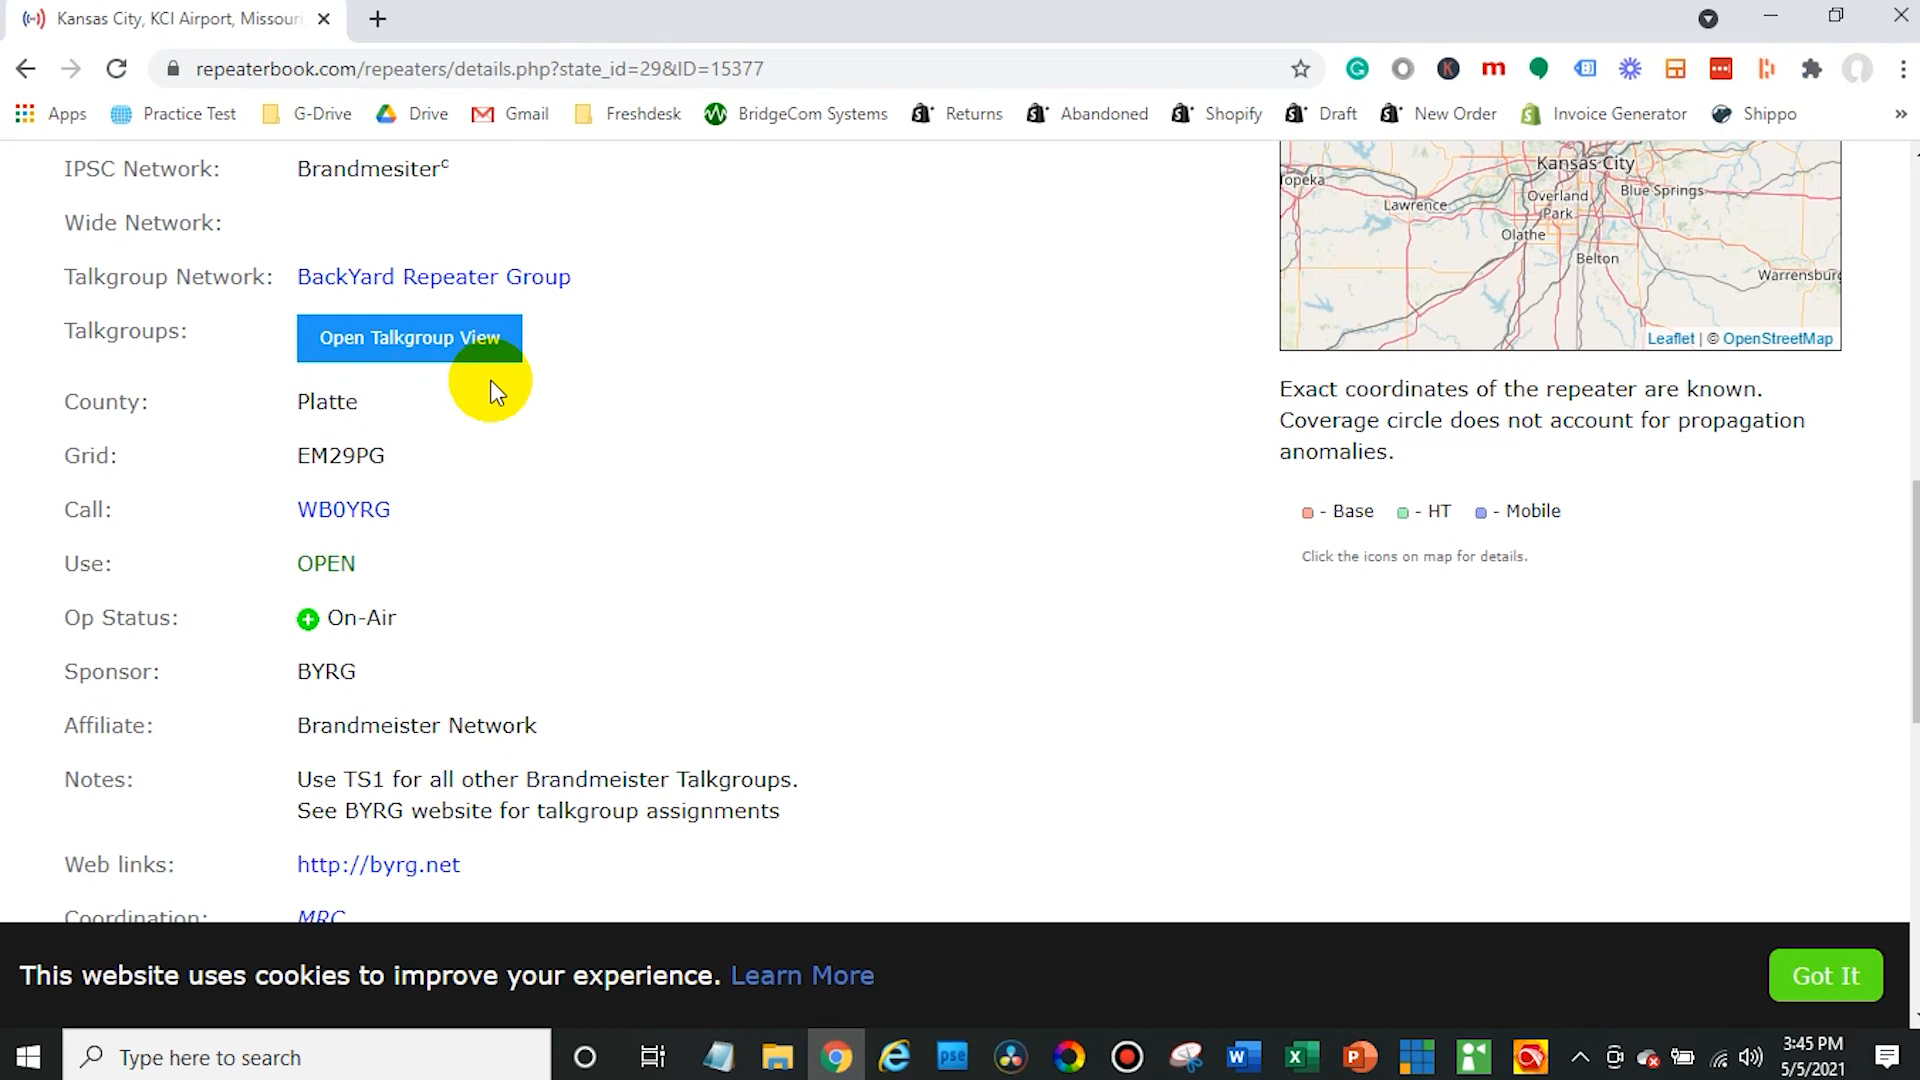 Kansas City, KCI Airport, Missouri
repeaterbook.com/repeaters/details.php?state_id=29&ID=15377
Apps Practice Test G-Drive Drive Gmail Freshdesk BridgeCom Systems Returns Abandoned Shopify Draft New Order Invoice Generator Shippo »
IPSC Network: Brandmesiterᶜ
Wide Network:
Talkgroup Network: BackYard Repeater Group
Talkgroups: Open Talkgroup View
County: Platte
Grid: EM29PG
Call: WB0YRG
Use: OPEN
Op Status: On-Air
Sponsor: BYRG
Affiliate: Brandmeister Network
Notes: Use TS1 for all other Brandmeister Talkgroups.
See BYRG website for talkgroup assignments
Web links: http://byrg.net
Coordination: MRC
Kansas City
Topeka
Blue Springs
Lawrence
Overland
Park
Olathe
Belton
Warrensburg
Leaflet | © OpenStreetMap
Exact coordinates of the repeater are known.
Coverage circle does not account for propagation
anomalies.
- Base - HT - Mobile
Click the icons on map for details.
This website uses cookies to improve your experience. Learn More
Got It
Type here to search
3:45 PM
5/5/2021